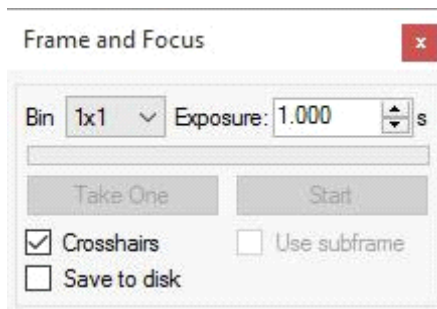 Frame and Focus x
Bin 1x1 Exposure: 1.000 s
Take One Start
Crosshairs Use subframe
Save to disk